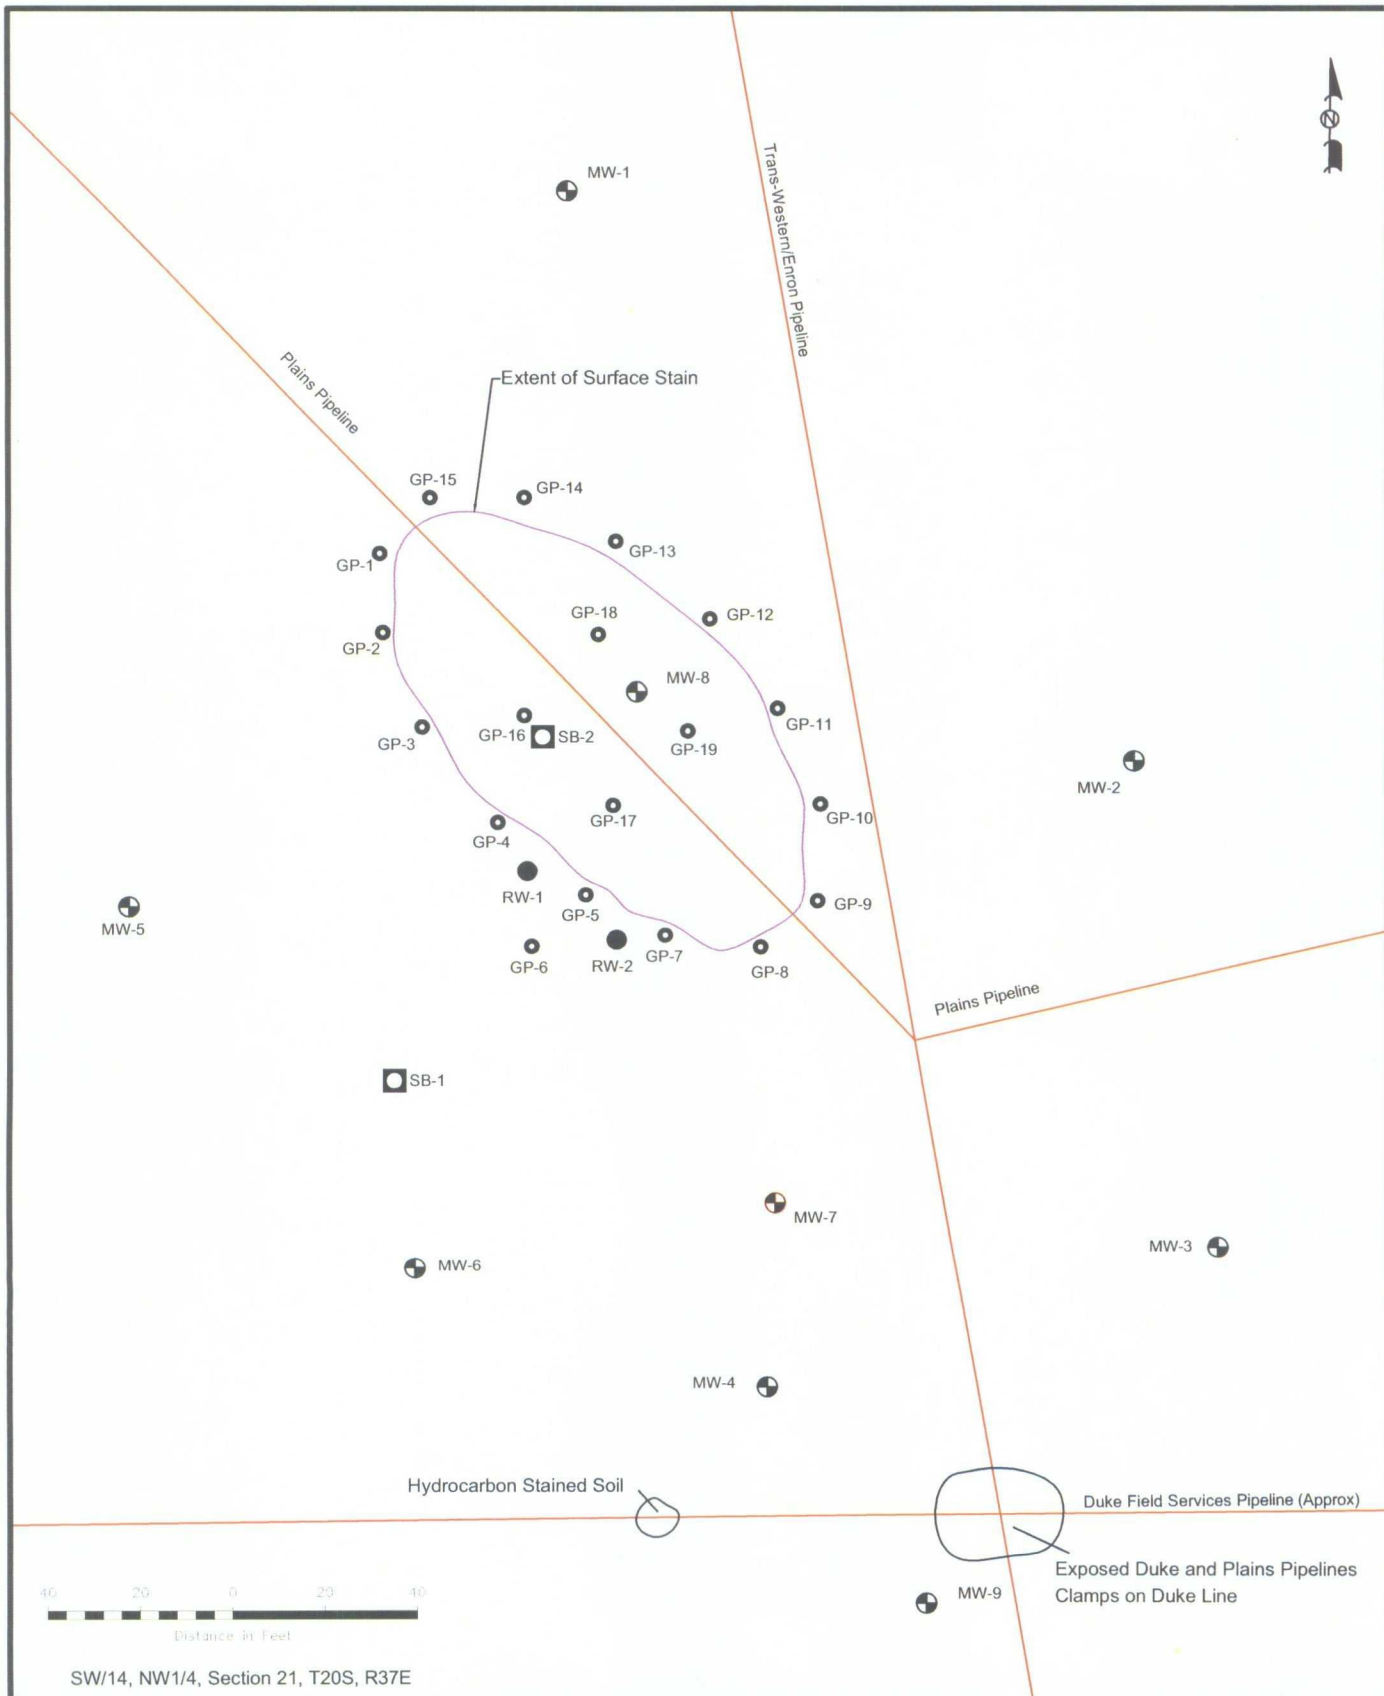 MW-1
Trans-Western/Enron Pipeline
N
Plains Pipeline
Extent of Surface Stain
GP-15
GP-14
GP-13
GP-1
GP-12
GP-18
GP-2
MW-8
GP-11
GP-3
GP-16
SB-2
GP-19
MW-2
GP-10
GP-17
GP-4
RW-1
GP-5
GP-9
MW-5
GP-6
RW-2
GP-7
GP-8
Plains Pipeline
SB-1
MW-7
MW-3
MW-6
MW-4
Hydrocarbon Stained Soil
Duke Field Services Pipeline (Approx)
Exposed Duke and Plains Pipelines
Clamps on Duke Line
MW-9
40 20 0 20 40
Distance in Feet
SW/14, NW1/4, Section 21, T20S, R37E